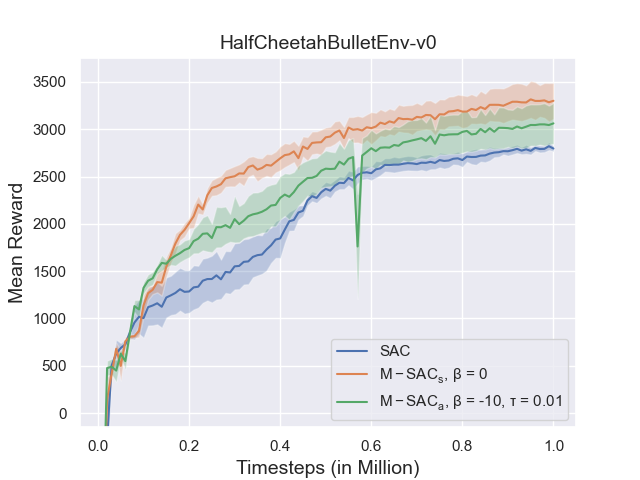 HalfCheetahBulletEnv-v0
3500
3000
2500
2000
1500
1000
500
0
Mean Reward
SAC
M−SACₛ, β = 0
M−SACₐ, β = -10, τ = 0.01
0.0 0.2 0.4 0.6 0.8 1.0
Timesteps (in Million)